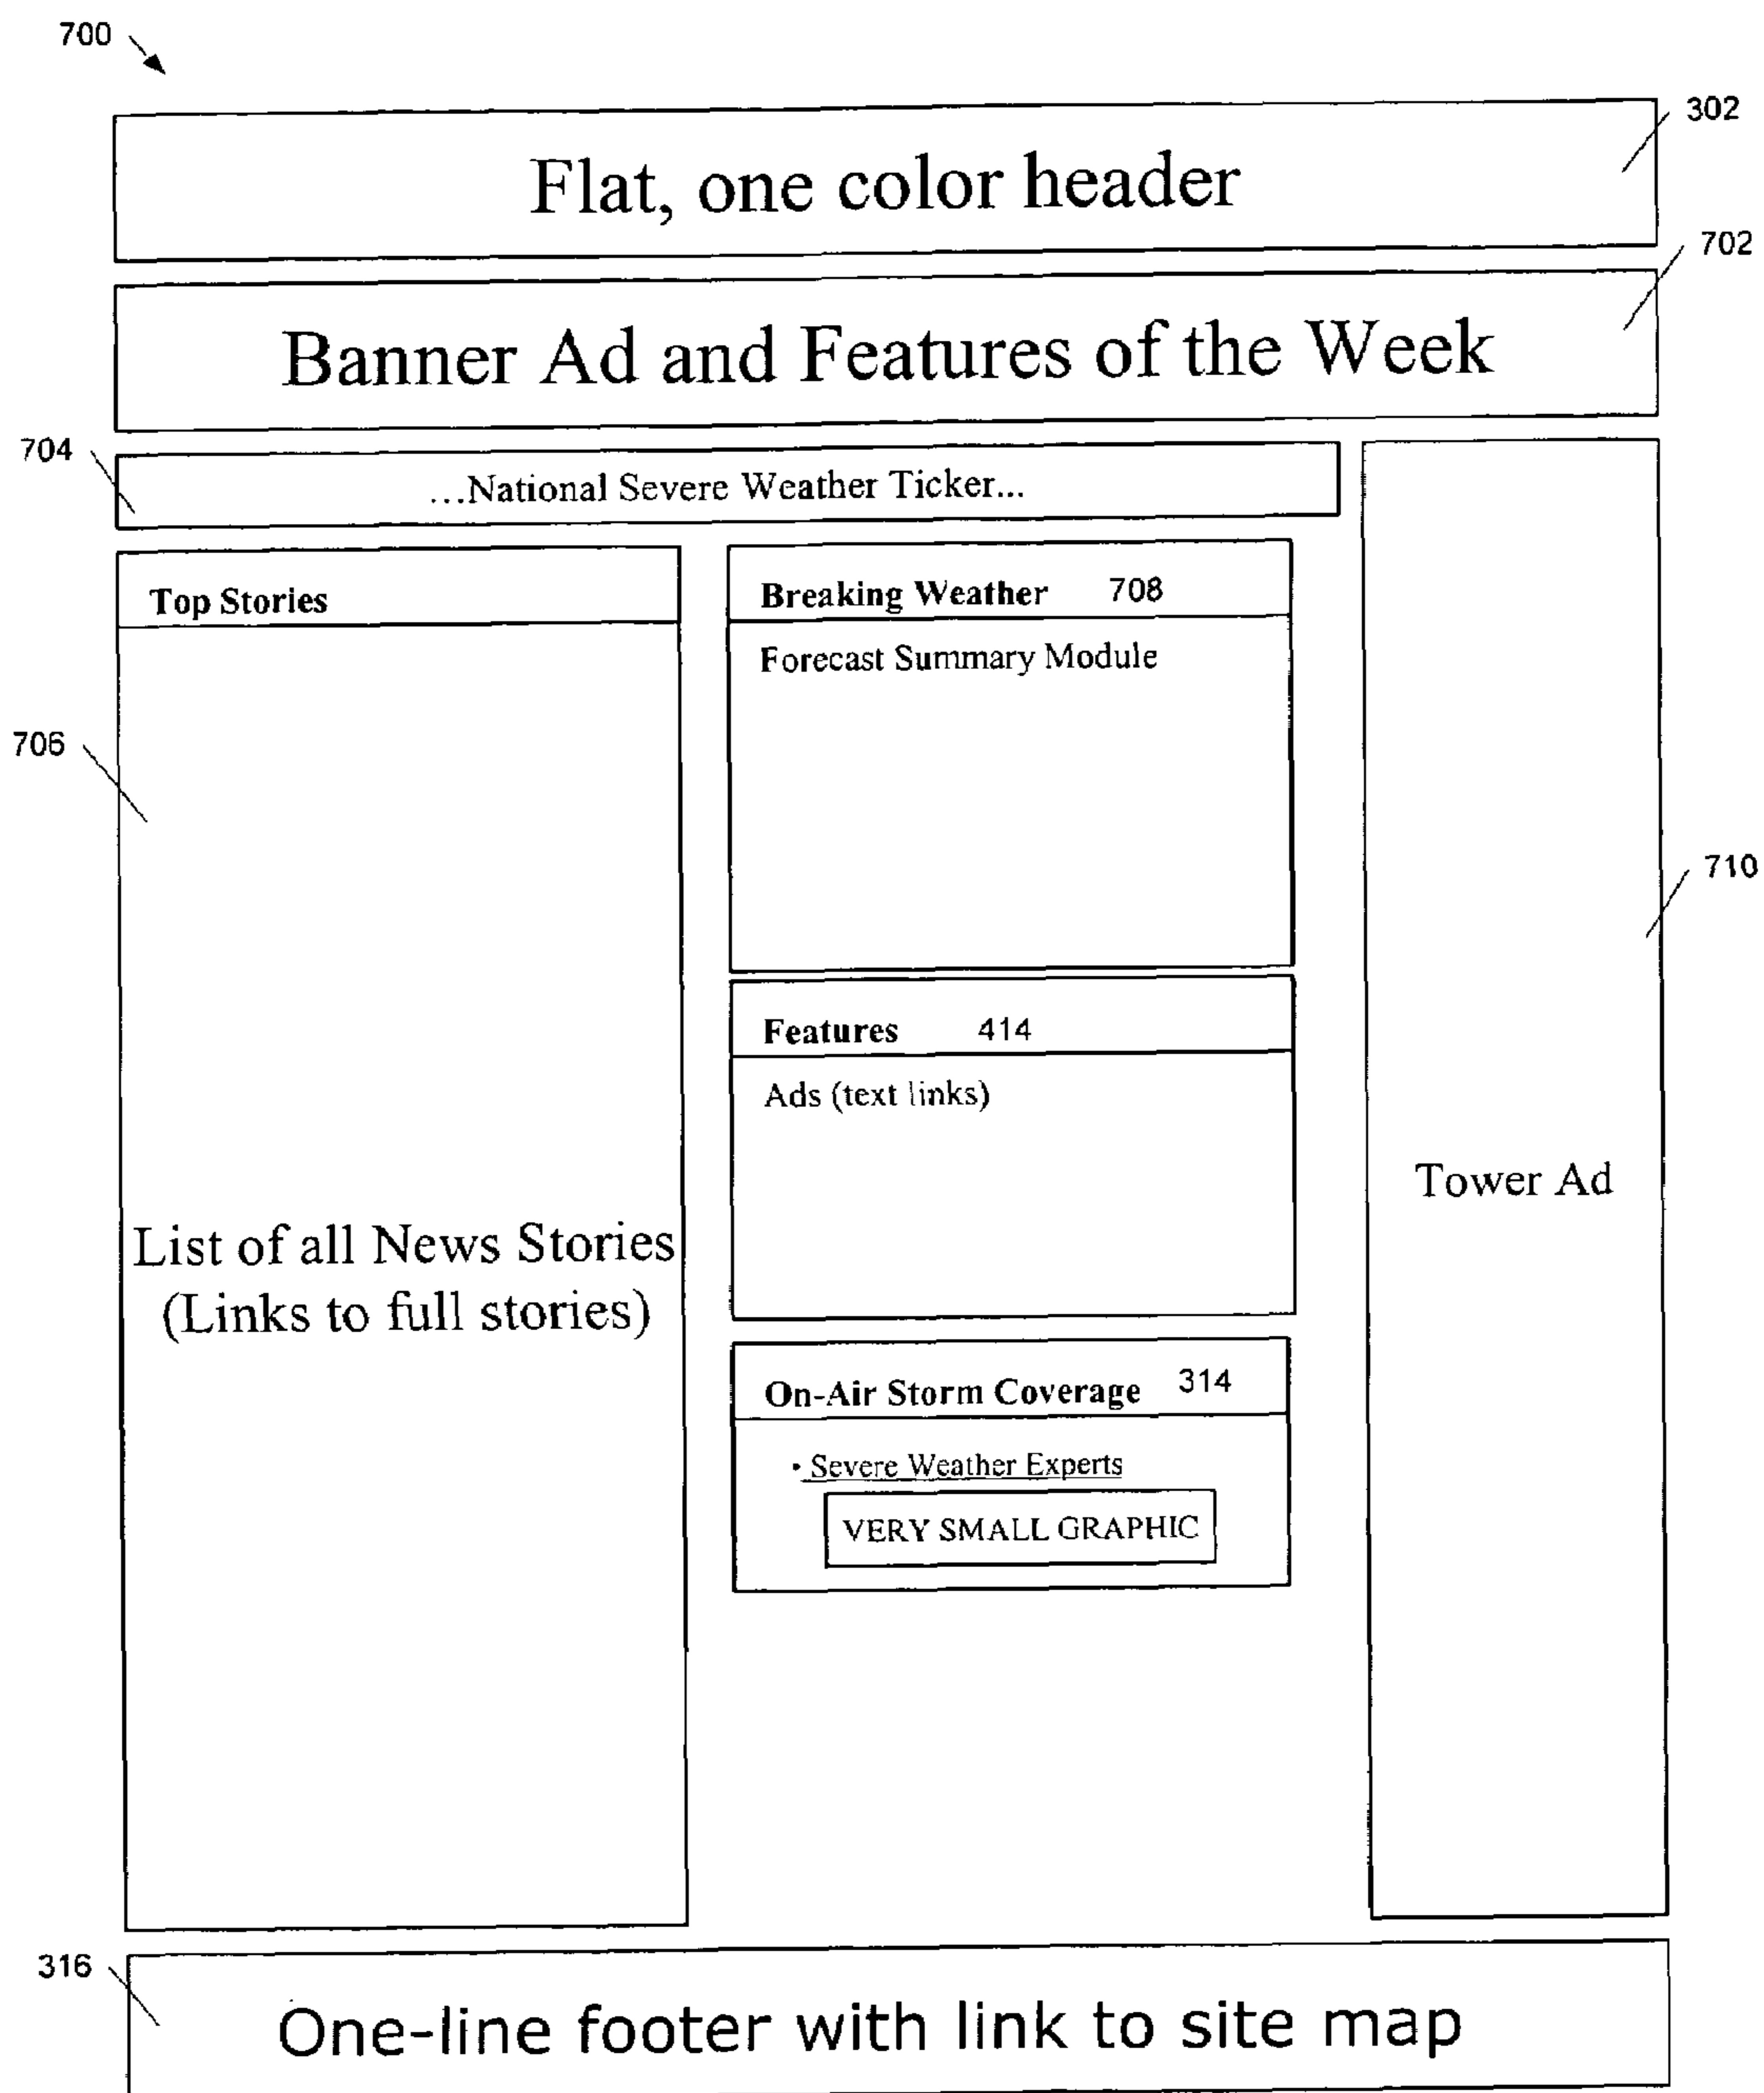 700
302
Flat, one color header
702
Banner Ad and Features of the Week
704
...National Severe Weather Ticker...
Top Stories
706
List of all News Stories
(Links to full stories)
Breaking Weather 708
Forecast Summary Module
Features 414
Ads (text links)
On-Air Storm Coverage 314
• Severe Weather Experts
VERY SMALL GRAPHIC
710
Tower Ad
316
One-line footer with link to site map